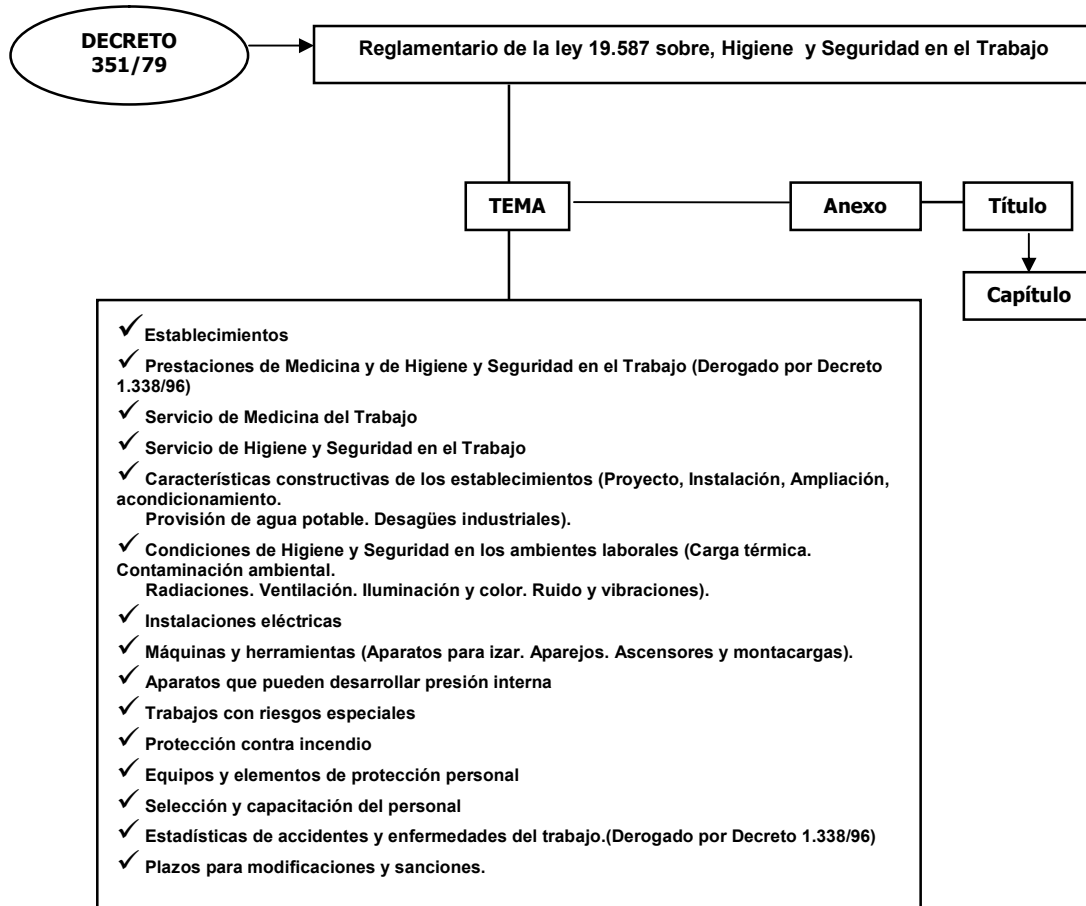 DECRETO
351/79
Reglamentario de la ley 19.587 sobre, Higiene y Seguridad en el Trabajo
TEMA
Anexo
Título
Capítulo
✓ Establecimientos
✓ Prestaciones de Medicina y de Higiene y Seguridad en el Trabajo (Derogado por Decreto
1.338/96)
✓ Servicio de Medicina del Trabajo
✓ Servicio de Higiene y Seguridad en el Trabajo
✓ Características constructivas de los establecimientos (Proyecto, Instalación, Ampliación,
acondicionamiento.
Provisión de agua potable. Desagües industriales).
✓ Condiciones de Higiene y Seguridad en los ambientes laborales (Carga térmica.
Contaminación ambiental.
Radiaciones. Ventilación. Iluminación y color. Ruido y vibraciones).
✓ Instalaciones eléctricas
✓ Máquinas y herramientas (Aparatos para izar. Aparejos. Ascensores y montacargas).
✓ Aparatos que pueden desarrollar presión interna
✓ Trabajos con riesgos especiales
✓ Protección contra incendio
✓ Equipos y elementos de protección personal
✓ Selección y capacitación del personal
✓ Estadísticas de accidentes y enfermedades del trabajo.(Derogado por Decreto 1.338/96)
✓ Plazos para modificaciones y sanciones.